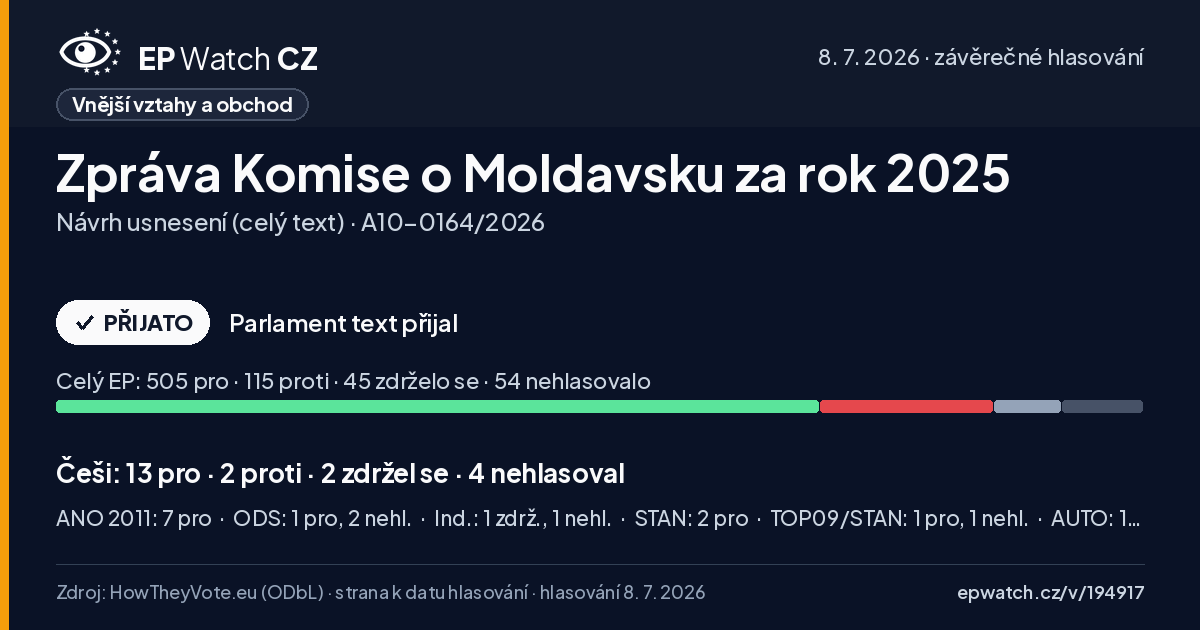 EP Watch CZ
8. 7. 2026 · závěrečné hlasování
Vnější vztahy a obchod
Zpráva Komise o Moldavsku za rok 2025
Návrh usnesení (celý text) · A10–0164/2026
✓ PŘIJATO Parlament text přijal
Celý EP: 505 pro · 115 proti · 45 zdrželo se · 54 nehlasovalo
Češi: 13 pro · 2 proti · 2 zdržel se · 4 nehlasoval
ANO 2011: 7 pro · ODS: 1 pro, 2 nehl. · Ind.: 1 zdrž., 1 nehl. · STAN: 2 pro · TOP09/STAN: 1 pro, 1 nehl. · AUTO: 1…
Zdroj: HowTheyVote.eu (ODbL) · strana k datu hlasování · hlasování 8. 7. 2026
epwatch.cz/v/194917